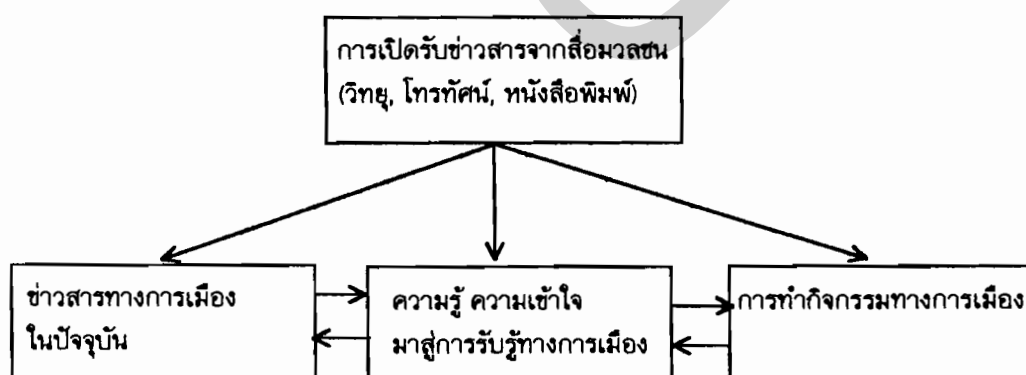 การเปิดรับข่าวสารจากสื่อมวลชน
(วิทยุ, โทรทัศน์, หนังสือพิมพ์)
ข่าวสารทางการเมือง
ในปัจจุบัน
ความรู้ ความเข้าใจ
มาสู่การรับรู้ทางการเมือง
การทำกิจกรรมทางการเมือง